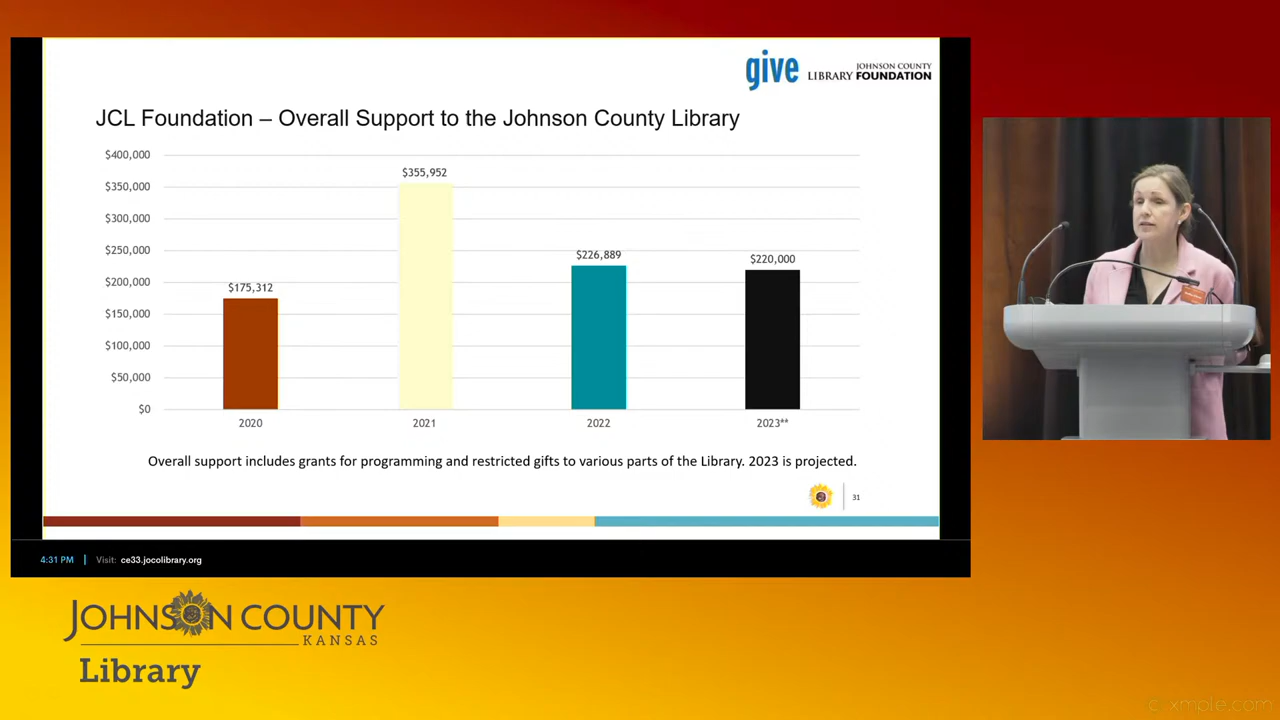 give
LIBRARY
JOHNSON COUNTY
FOUNDATION
JCL Foundation – Overall Support to the Johnson County Library
$400,000
$350,000
$300,000
$250,000
$200,000
$150,000
$100,000
$50,000
$0
$175,312
$355,952
$226,889
$220,000
2020
2021
2022
2023**
Overall support includes grants for programming and restricted gifts to various parts of the Library. 2023 is projected.
31
4:31 PM | Visit: ce33.jocolibrary.org
JOHNSON COUNTY
KANSAS
Library